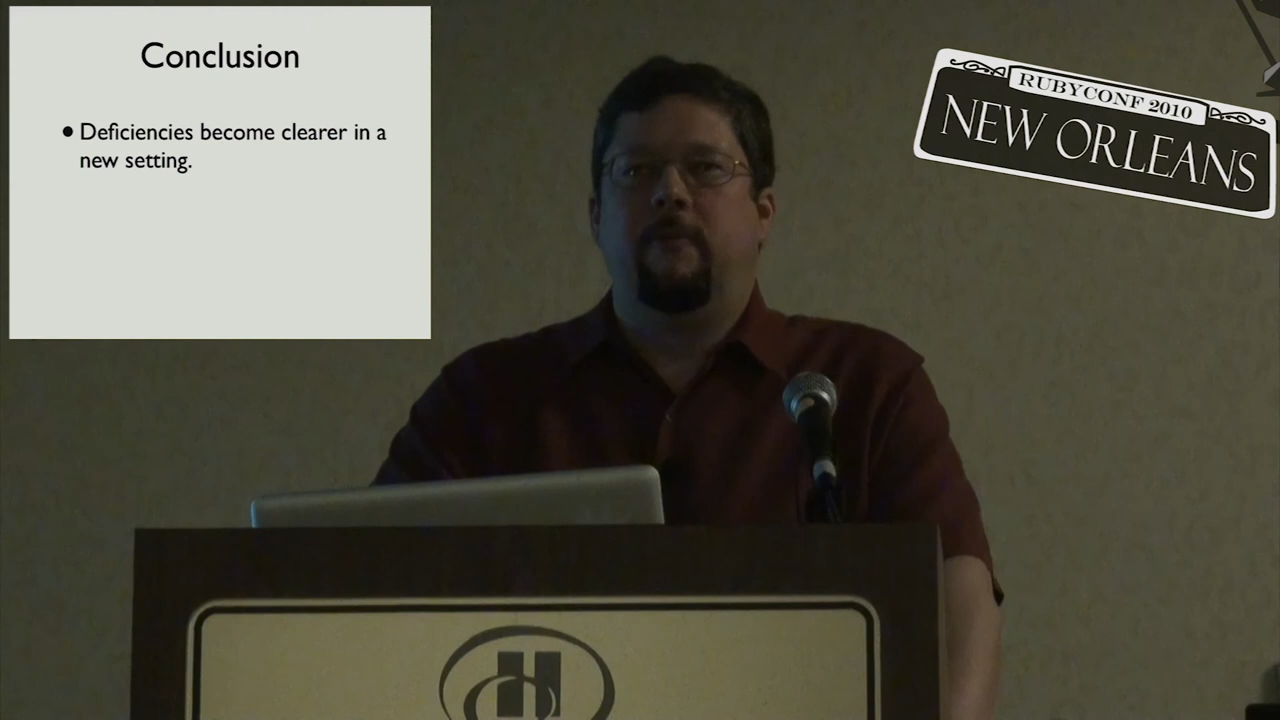 Conclusion
• Deficiencies become clearer in a
new setting.
RUBYCONF 2010
NEW ORLEANS
H